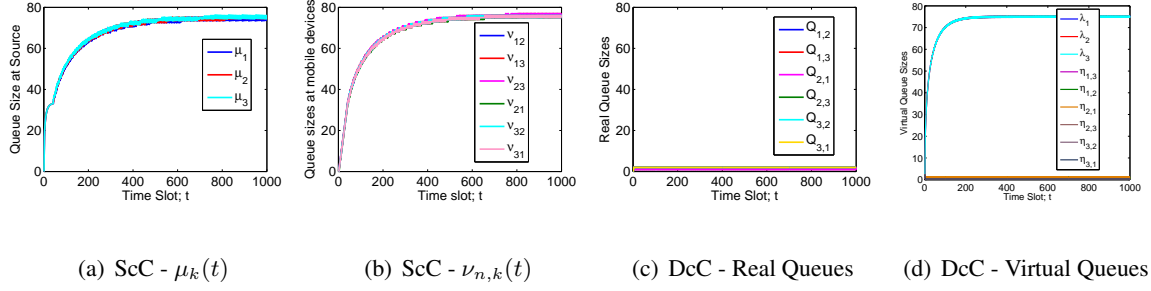 80
60
40
20
0
0 200 400 600 800 1000
Queue Size at Source
Time Slot; t
μ1
μ2
μ3
80
60
40
20
0
0 200 400 600 800 1000
Queue sizes at mobile devices
Time slot; t
ν12
ν13
ν23
ν21
ν32
ν31
80
60
40
20
0
0 200 400 600 800 1000
Real Queue Sizes
Time Slot; t
Q1,2
Q1,3
Q2,1
Q2,3
Q3,2
Q3,1
80
70
60
50
40
30
20
10
0
0 200 400 600 800 1000
Virtual Queue Sizes
Time Slot; t
λ1
λ2
λ3
η1,3
η1,2
η2,1
η2,3
η3,2
η3,1
(a) ScC - μk(t)
(b) ScC - νn,k(t)
(c) DcC - Real Queues
(d) DcC - Virtual Queues